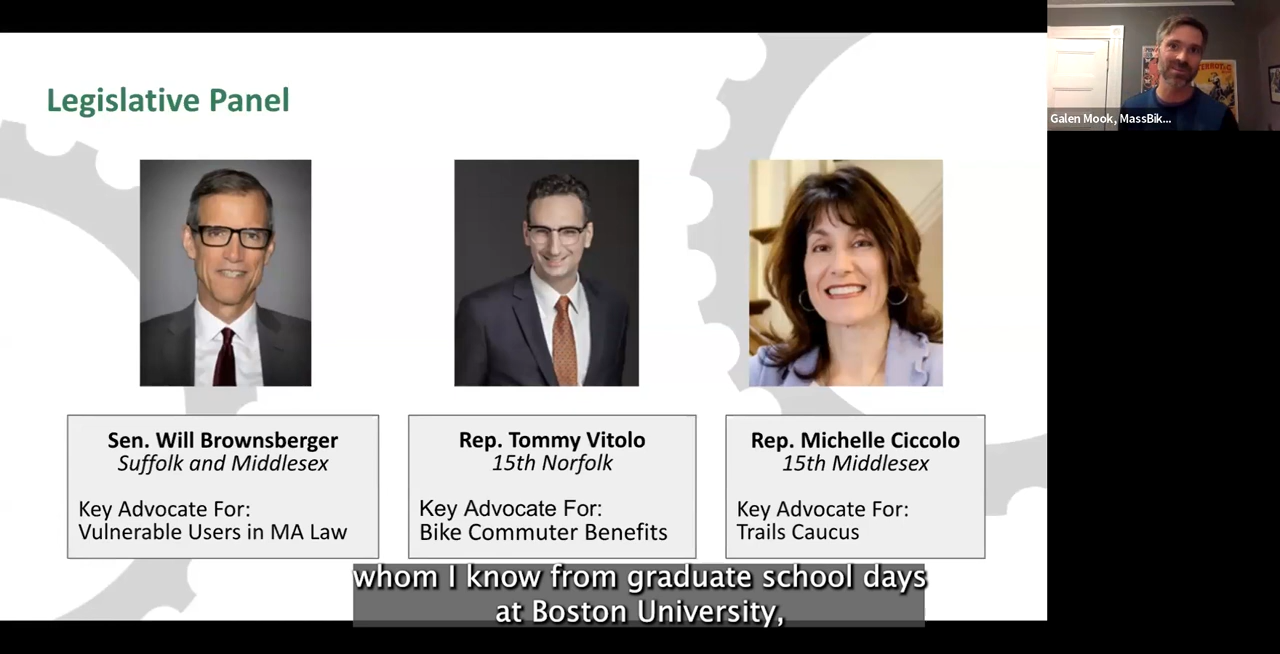 Legislative Panel
Galen Mook, MassBik...
Sen. Will Brownsberger
Suffolk and Middlesex
Key Advocate For:
Vulnerable Users in MA Law
Rep. Tommy Vitolo
15th Norfolk
Key Advocate For:
Bike Commuter Benefits
Rep. Michelle Ciccolo
15th Middlesex
Key Advocate For:
Trails Caucus
whom I know from graduate school days
at Boston University,